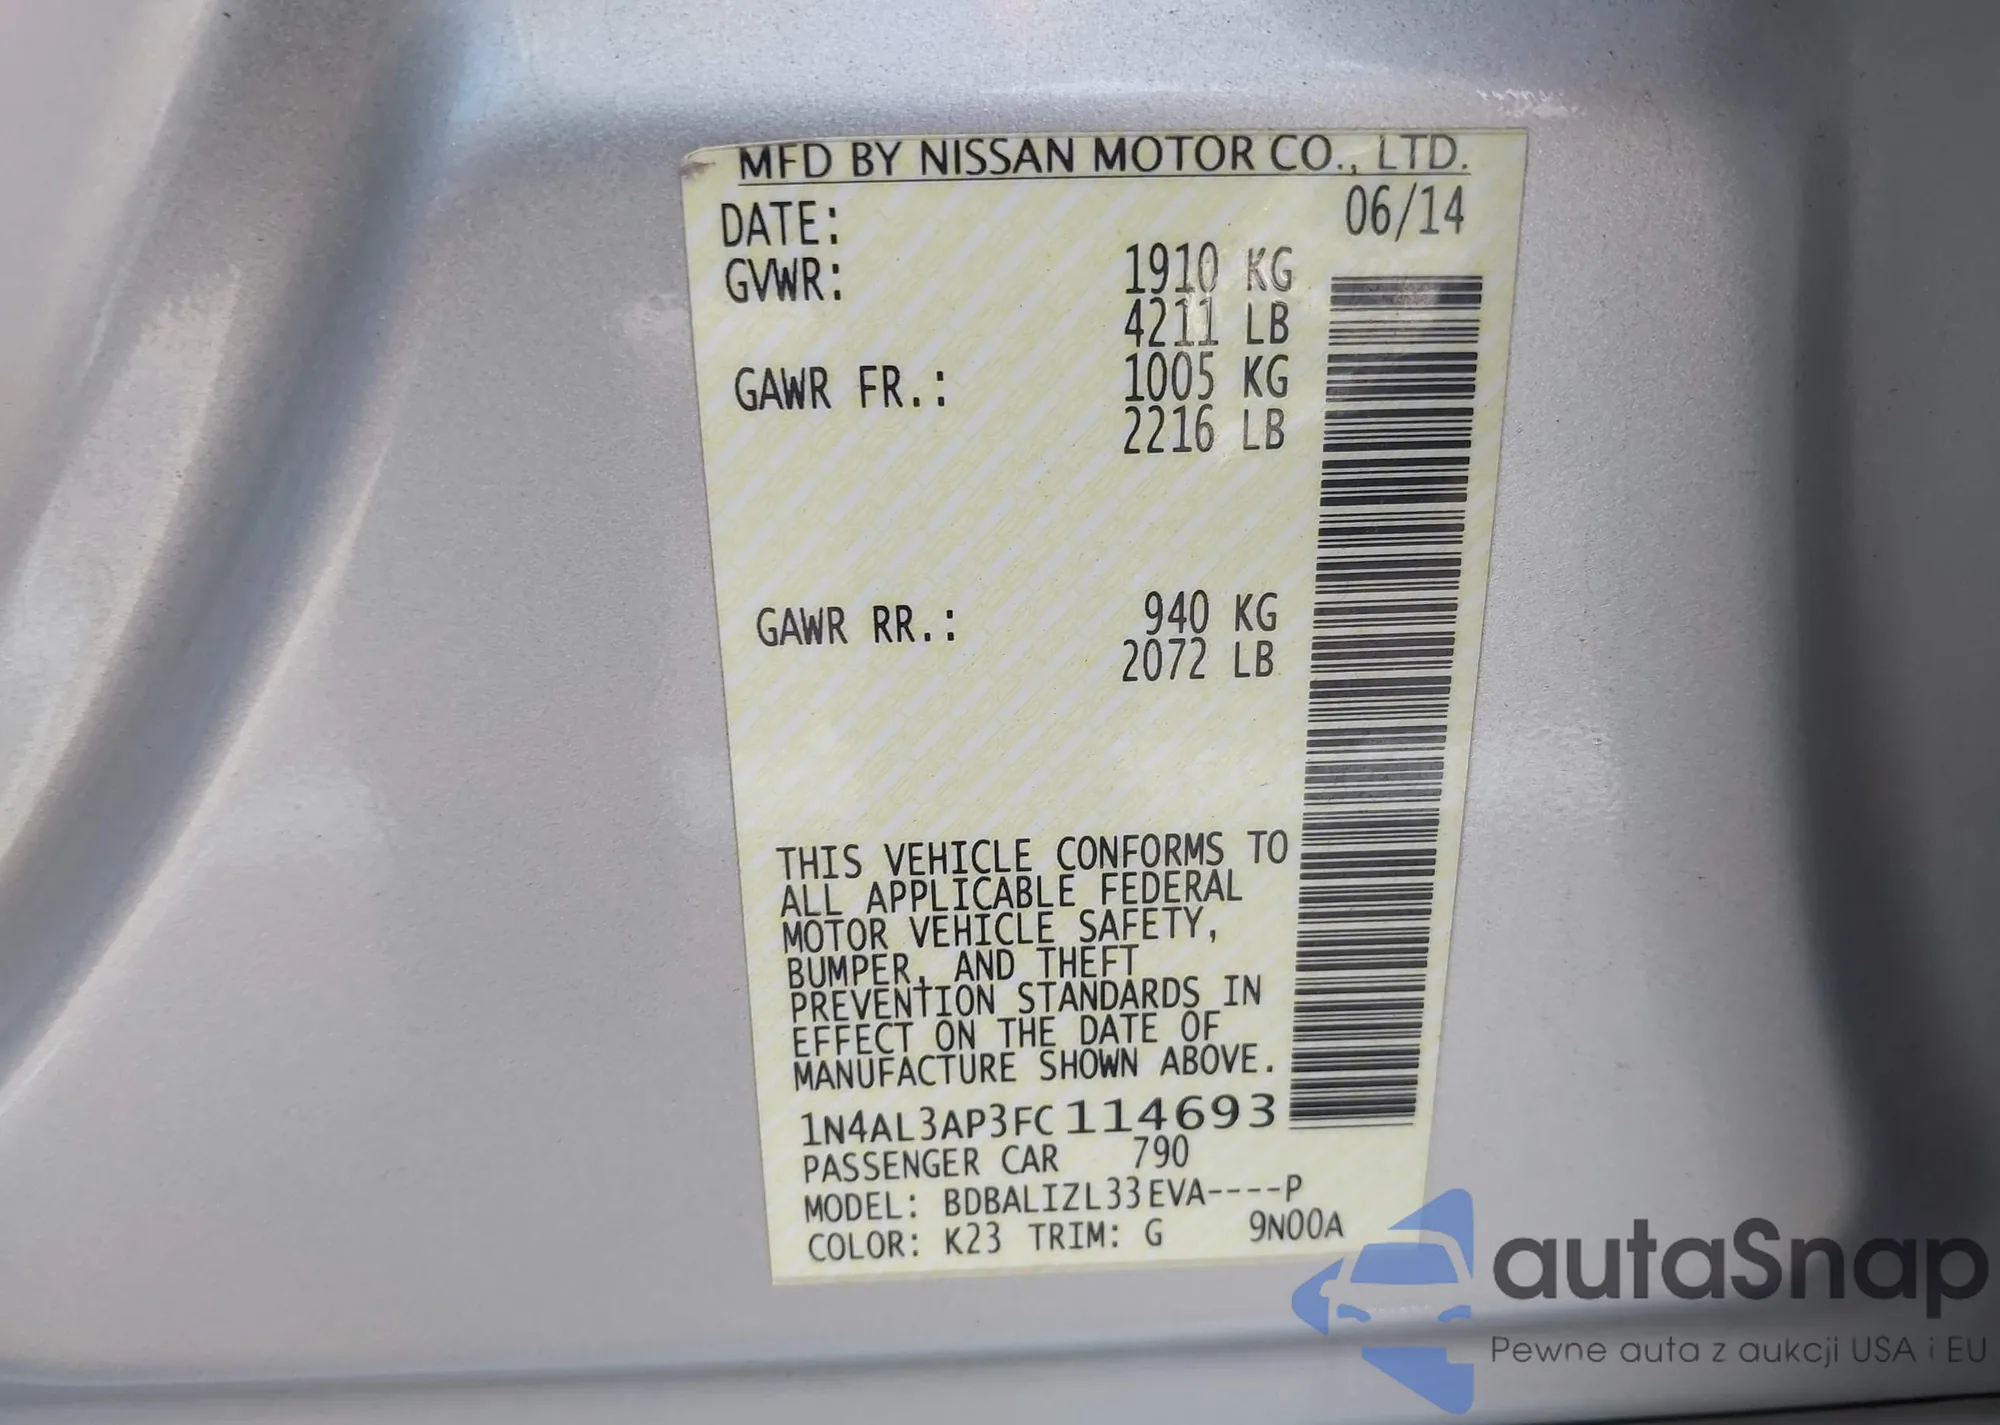 MFD BY NISSAN MOTOR CO., LTD.
DATE: 06/14
GVWR: 1910 KG
4211 LB
GAWR FR.: 1005 KG
2216 LB
GAWR RR.: 940 KG
2072 LB
THIS VEHICLE CONFORMS TO
ALL APPLICABLE FEDERAL
MOTOR VEHICLE SAFETY,
BUMPER, AND THEFT
PREVENTION STANDARDS IN
EFFECT ON THE DATE OF
MANUFACTURE SHOWN ABOVE.
1N4AL3AP3FC114693
PASSENGER CAR 790
MODEL: BDBALIZL33EVA----P
COLOR: K23 TRIM: G 9N00A
autaSnap
Pewne auta z aukcji USA i EU